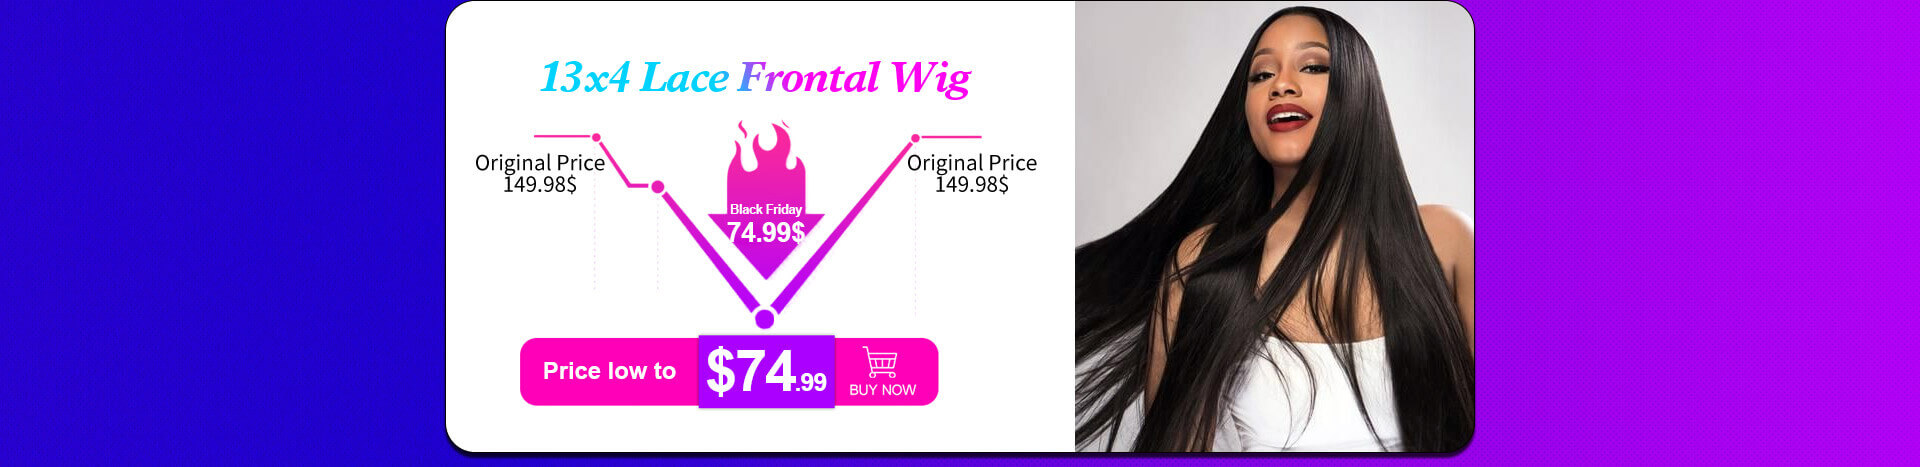 13x4 Lace Frontal Wig
Original Price
149.98$
Black Friday
74.99$
Original Price
149.98$
Price low to
$74.99
BUY NOW